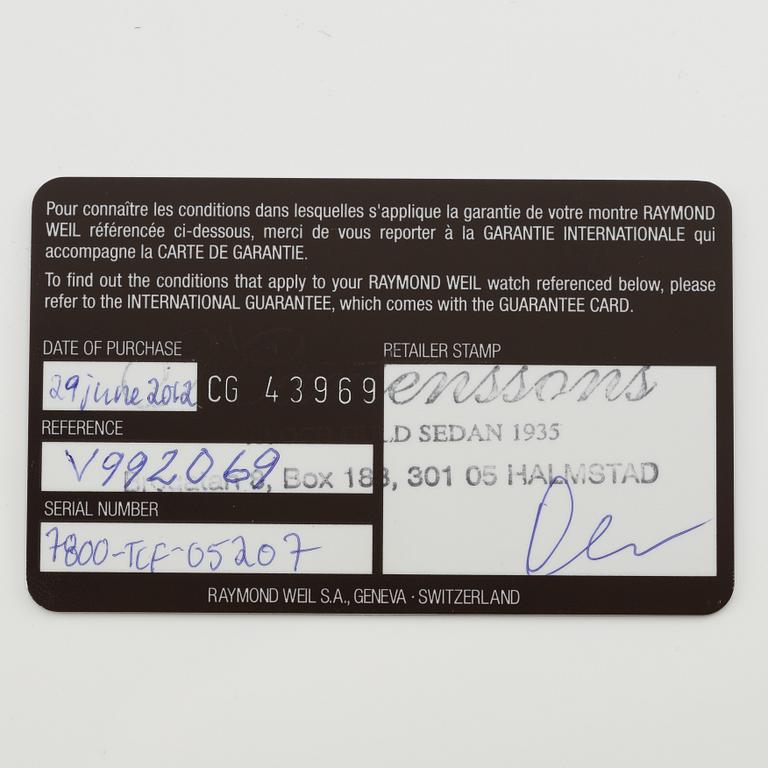 Pour connaître les conditions dans lesquelles s'applique la garantie de votre montre RAYMOND
WEIL référencée ci-dessous, merci de vous reporter à la GARANTIE INTERNATIONALE qui
accompagne la CARTE DE GARANTIE.
To find out the conditions that apply to your RAYMOND WEIL watch referenced below, please
refer to the INTERNATIONAL GUARANTEE, which comes with the GUARANTEE CARD.
DATE OF PURCHASE
29 june 2012 CG 43969
REFERENCE
V992069
SERIAL NUMBER
7800-TCF-05207
RETAILER STAMP
enssons
LD SEDAN 1935
Box 188, 301 05 HALMSTAD
RAYMOND WEIL S.A., GENEVA · SWITZERLAND